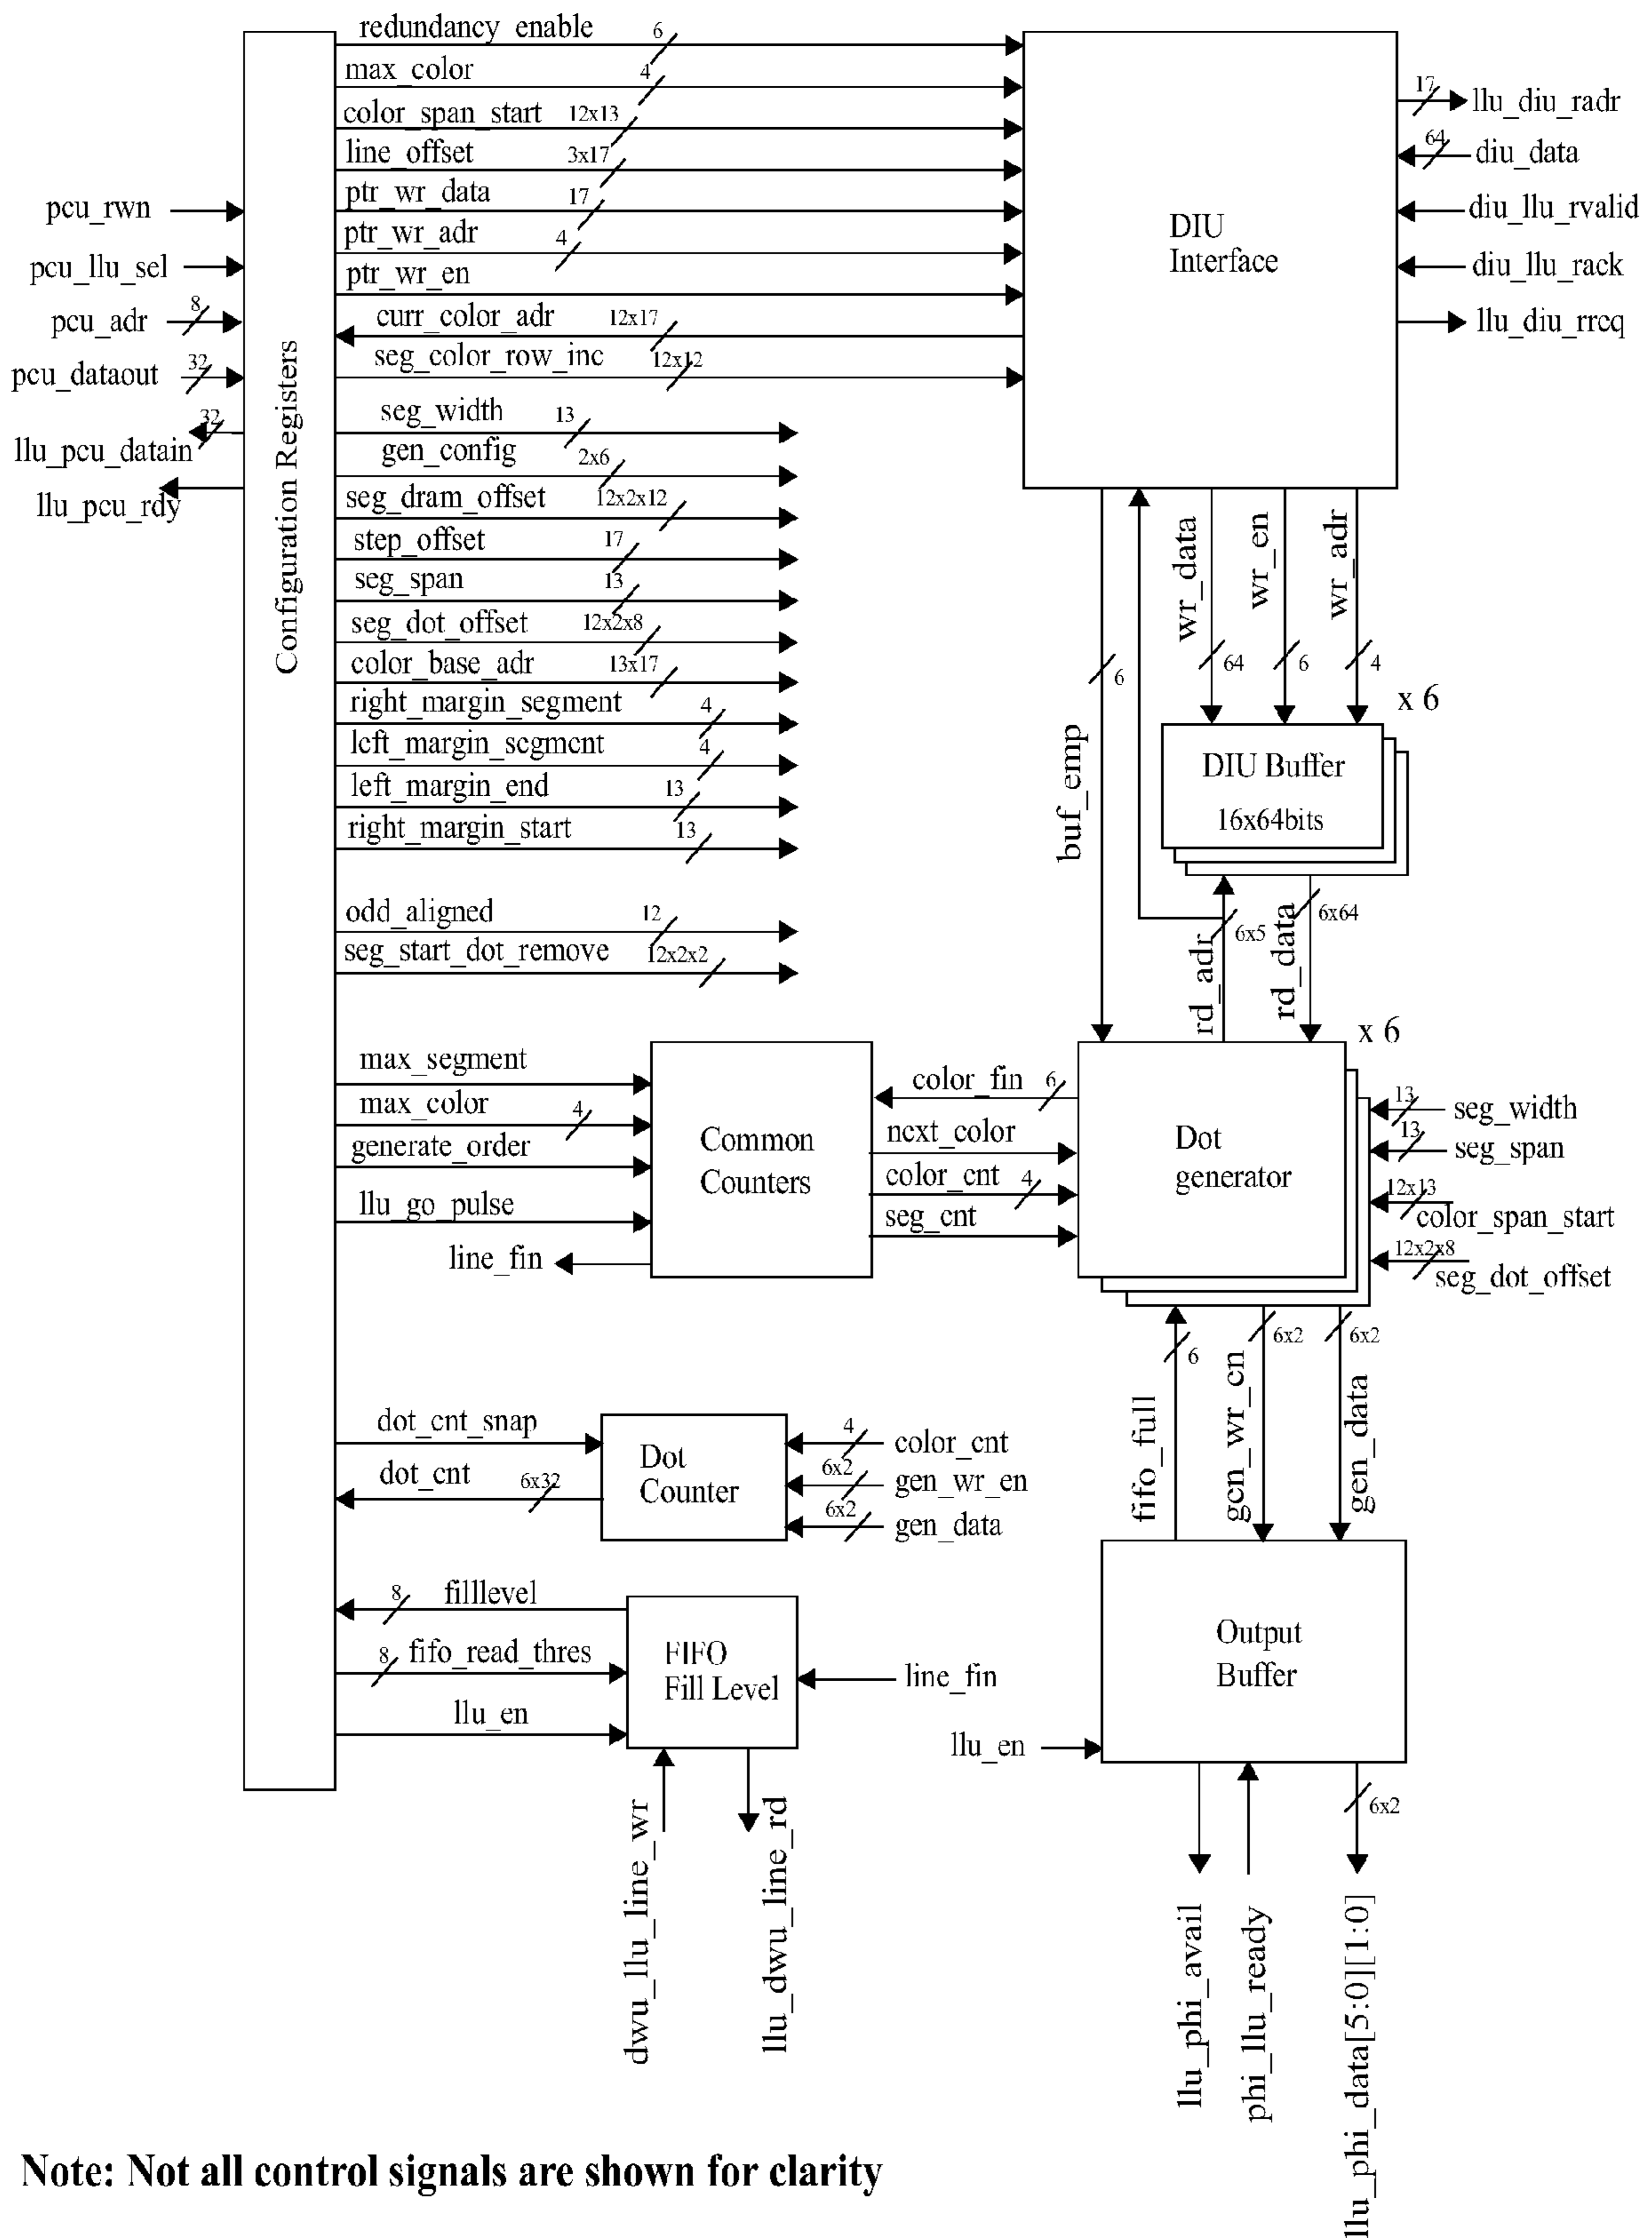 redundancy_enable 6
max_color 4
color_span_start 12x13
line_offset 3x17
ptr_wr_data 17
ptr_wr_adr 4
ptr_wr_en
curr_color_adr 12x17
seg_color_row_inc 12x12
seg_width 13
gen_config 2x6
seg_dram_offset 12x2x12
step_offset 17
seg_span 13
seg_dot_offset 12x2x8
color_base_adr 13x17
right_margin_segment 4
left_margin_segment 4
left_margin_end 13
right_margin_start 13
odd_aligned 12
seg_start_dot_remove 12x2x2
pcu_rwn
pcu_llu_sel
pcu_adr 8
pcu_dataout 32
32
llu_pcu_datain
llu_pcu_rdy
Configuration Registers
DIU
Interface
17 llu_diu_radr
64 diu_data
diu_llu_rvalid
diu_llu_rack
llu_diu_rreq
buf_emp 6
wr_data 64
wr_en 6
wr_adr 4
x 6
DIU Buffer
16x64bits
rd_adr 6x5
rd_data 6x64
x 6
max_segment
max_color 4
generate_order
llu_go_pulse
line_fin
Common
Counters
color_fin 6
next_color
color_cnt 4
seg_cnt
Dot
generator
13 seg_width
13 seg_span
12x13
color_span_start
12x2x8
seg_dot_offset
fifo_full 6
gen_wr_en 6x2
gen_data 6x2
dot_cnt_snap
dot_cnt 6x32
Dot
Counter
4 color_cnt
6x2 gen_wr_en
6x2 gen_data
8 filllevel
8 fifo_read_thres
llu_en
FIFO
Fill Level
line_fin
dwu_llu_line_wr
llu_dwu_line_rd
Output
Buffer
llu_en
6x2
llu_phi_avail
phi_llu_ready
llu_phi_data[5:0][1:0]
Note: Not all control signals are shown for clarity